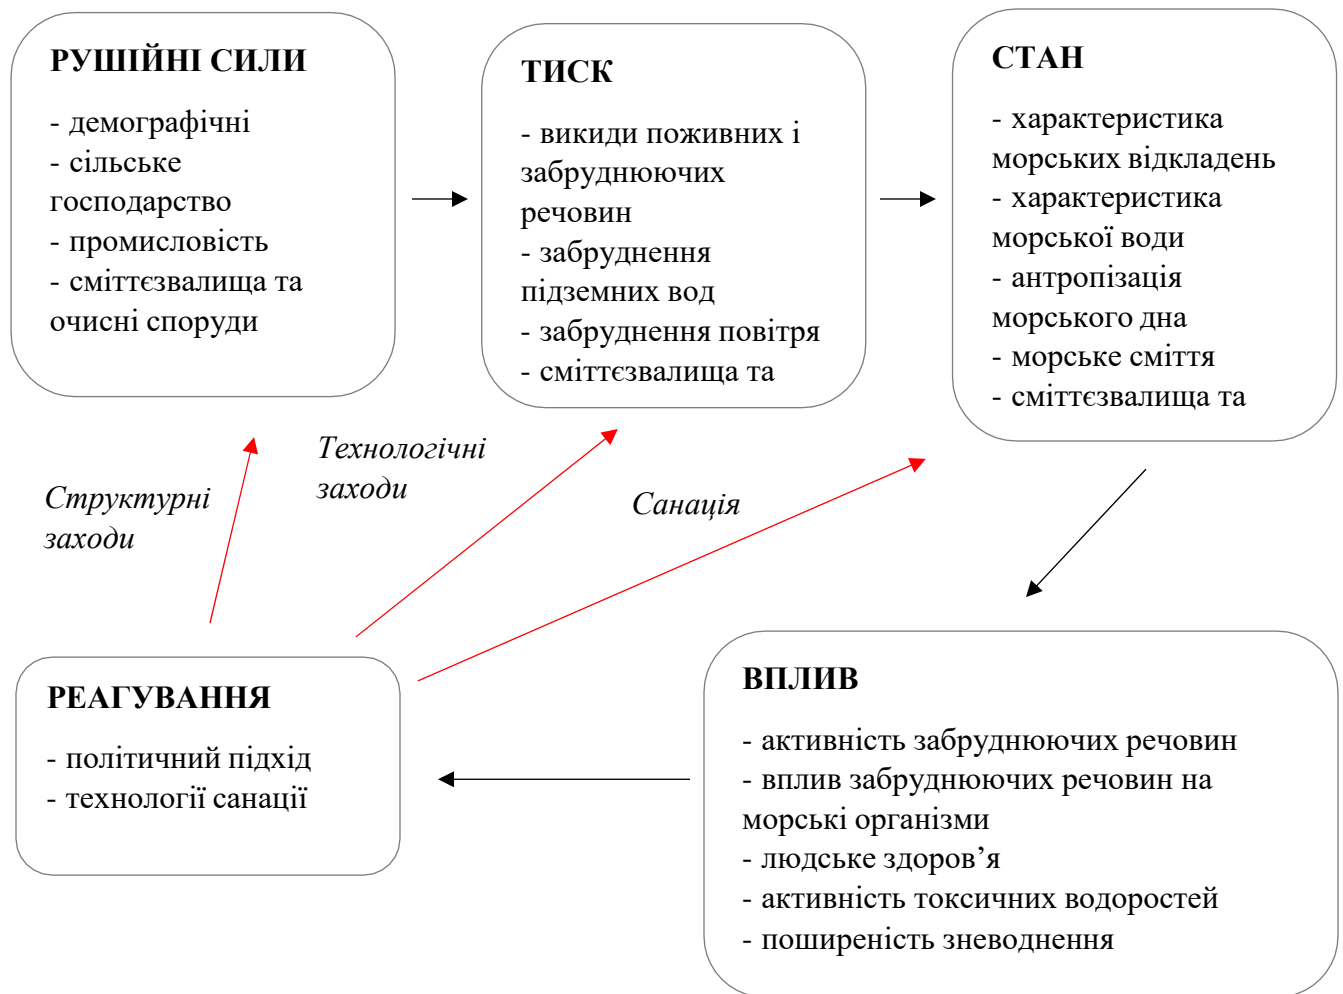 РУШІЙНІ СИЛИ
- демографічні
- сільське
господарство
- промисловість
- сміттєзвалища та
очисні споруди
ТИСК
- викиди поживних і
забруднюючих
речовин
- забруднення
підземних вод
- забруднення повітря
- сміттєзвалища та
СТАН
- характеристика
морських відкладень
- характеристика
морської води
- антропізація
морського дна
- морське сміття
- сміттєзвалища та
Структурні
заходи
Технологічні
заходи
Санація
РЕАГУВАННЯ
- політичний підхід
- технології санації
ВПЛИВ
- активність забруднюючих речовин
- вплив забруднюючих речовин на
морські організми
- людське здоров’я
- активність токсичних водоростей
- поширеність зневоднення